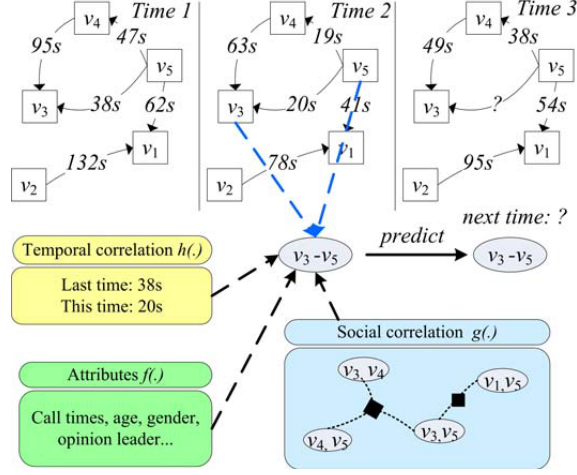 Time 1
v4
95s
47s
v5
v3
38s
62s
v1
132s
v2
Time 2
v4
63s
19s
v5
v3
20s
41s
v1
78s
v2
Time 3
v4
49s
38s
v5
v3
?
54s
v1
95s
v2
next time: ?
v3 -v5
predict
v3 -v5
Temporal correlation h(.)
Last time: 38s
This time: 20s
Attributes f(.)
Call times, age, gender,
opinion leader...
Social correlation g(.)
v3, v4
v1, v5
v4, v5
v3, v5